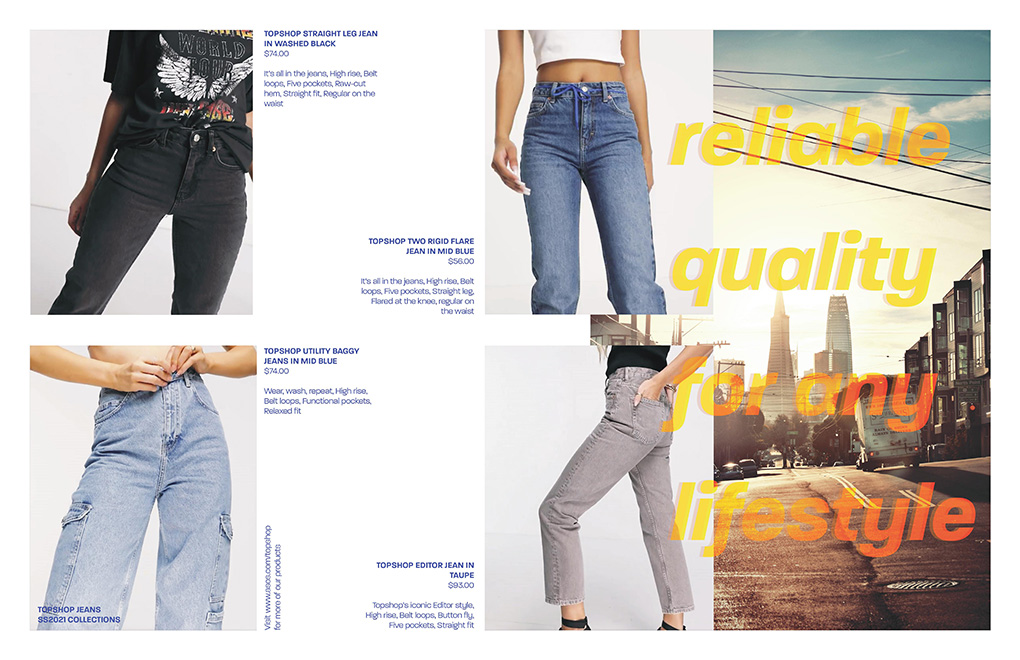 WORLD
TOUR
TOPSHOP STRAIGHT LEG JEAN
IN WASHED BLACK
$74.00
It's all in the jeans, High rise, Belt
loops, Five pockets, Raw-cut
hem, Straight fit, Regular on the
waist
TOPSHOP TWO RIGID FLARE
JEAN IN MID BLUE
$56.00
It's all in the jeans, High rise, Belt
loops, Five pockets, Straight leg,
Flared at the knee, regular on
the waist
TOPSHOP UTILITY BAGGY
JEANS IN MID BLUE
$74.00
Wear, wash, repeat, High rise,
Belt loops, Functional pockets,
Relaxed fit
Visit www.asos.com/topshop
for more of our products
TOPSHOP EDITOR JEAN IN
TAUPE
$93.00
Topshop's iconic Editor style,
High rise, Belt loops, Button fly,
Five pockets, Straight fit
TOPSHOP JEANS
SS2021 COLLECTIONS
reliable
quality
for any
lifestyle